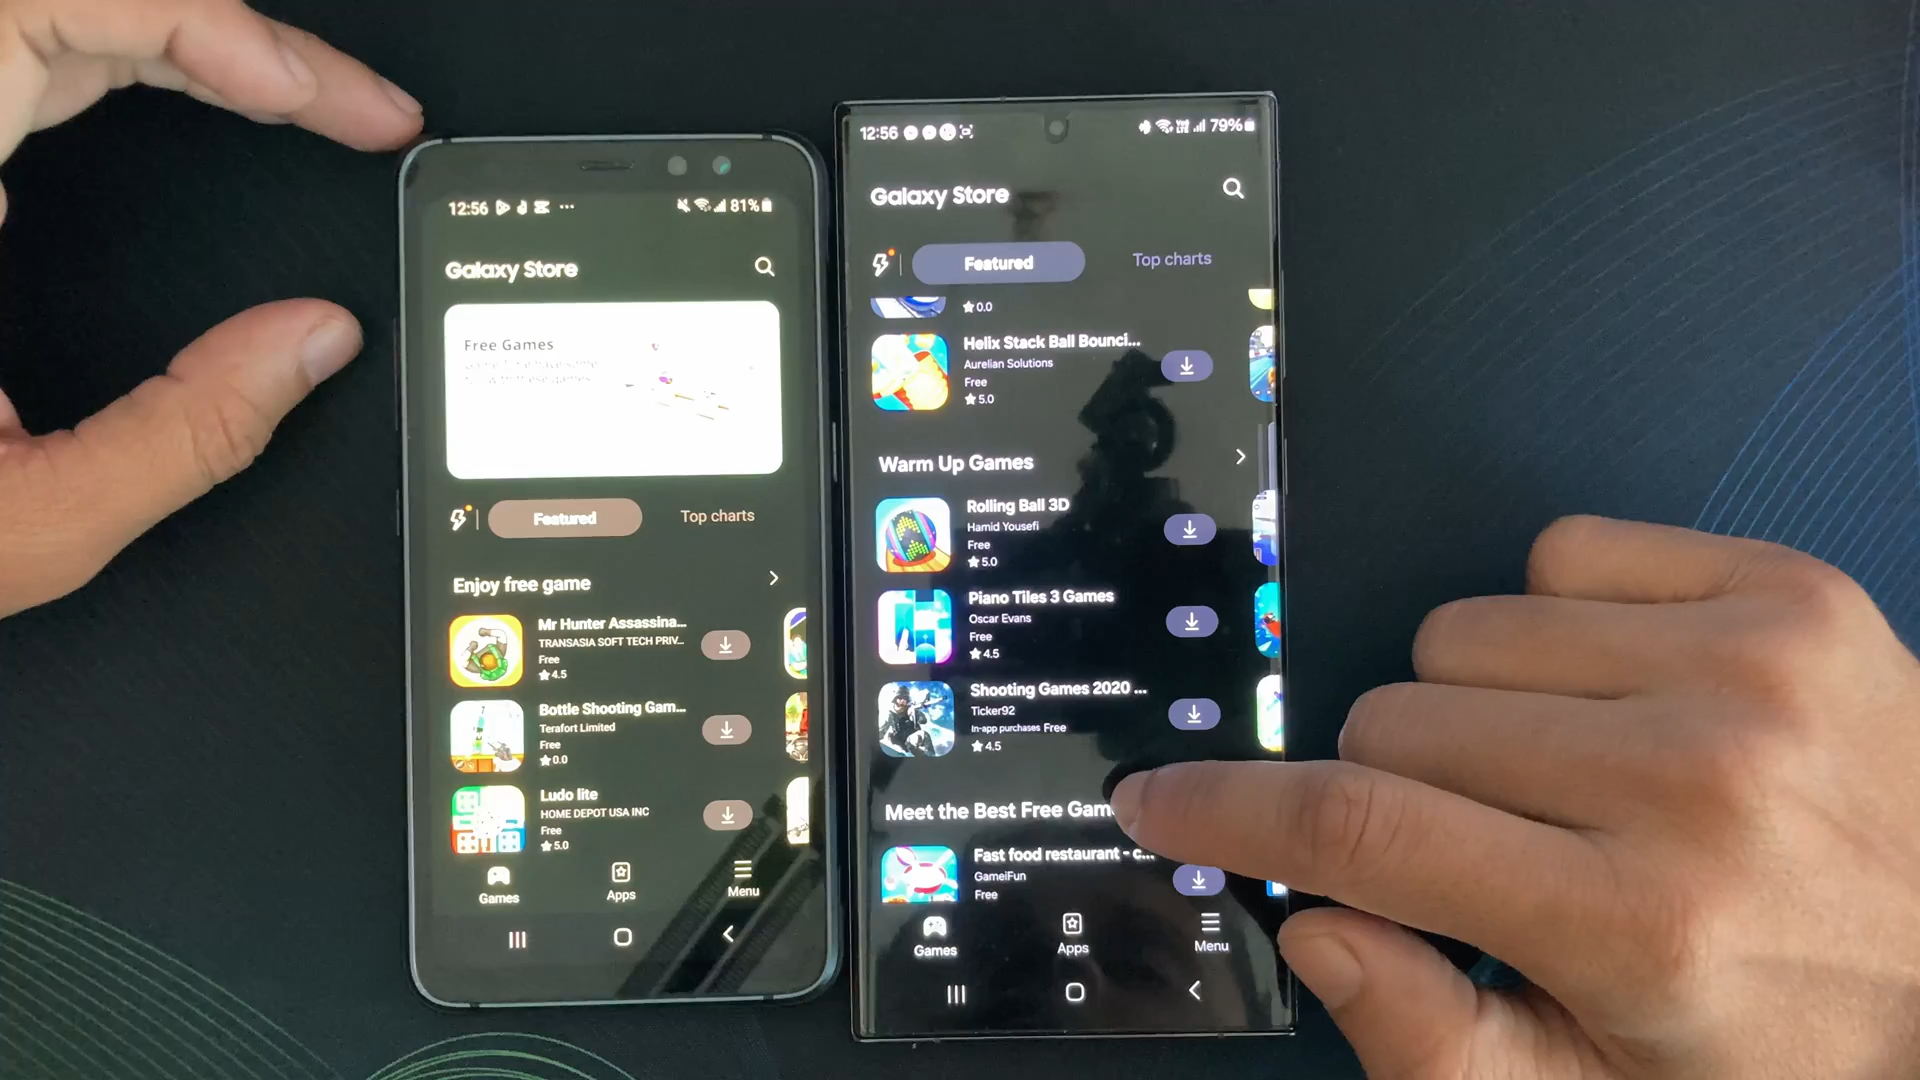 12:56
81%
Galaxy Store
Free Games
Featured
Top charts
Enjoy free game
Mr Hunter Assassina...
TRANSASIA SOFT TECH PRIV...
Free
4.5
Bottle Shooting Gam...
Terafort Limited
Free
0.0
Ludo lite
HOME DEPOT USA INC
Free
5.0
Games
Apps
Menu
12:56
79%
Galaxy Store
Featured
Top charts
0.0
Helix Stack Ball Bounci...
Aurelian Solutions
Free
5.0
Warm Up Games
Rolling Ball 3D
Hamid Yousefi
Free
5.0
Piano Tiles 3 Games
Oscar Evans
Free
4.5
Shooting Games 2020 ...
Ticker92
In-app purchases Free
4.5
Meet the Best Free Gam
Fast food restaurant - c...
GameiFun
Free
Games
Apps
Menu